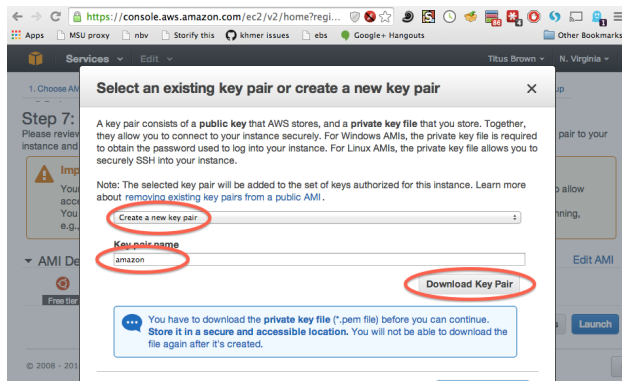 https://console.aws.amazon.com/ec2/v2/home?regi...
Apps MSU proxy nbv Storify this khmer issues ebs Google+ Hangouts Other Bookmarks
Services Edit Titus Brown N. Virginia
1. Choose AM
Select an existing key pair or create a new key pair
up
Step 7:
Please review
instance and
pair to your
A key pair consists of a public key that AWS stores, and a private key file that you store. Together,
they allow you to connect to your instance securely. For Windows AMIs, the private key file is required
to obtain the password used to log into your instance. For Linux AMIs, the private key file allows you to
securely SSH into your instance.
Imp
Your
acce
You
e.g.,
o allow
nning,
Note: The selected key pair will be added to the set of keys authorized for this instance. Learn more
about removing existing key pairs from a public AMI .
Create a new key pair
Key pair name
amazon
AMI De
Edit AMI
Free tier
Download Key Pair
You have to download the private key file (*.pem file) before you can continue.
Store it in a secure and accessible location. You will not be able to download the
file again after it's created.
Launch
© 2008 - 201